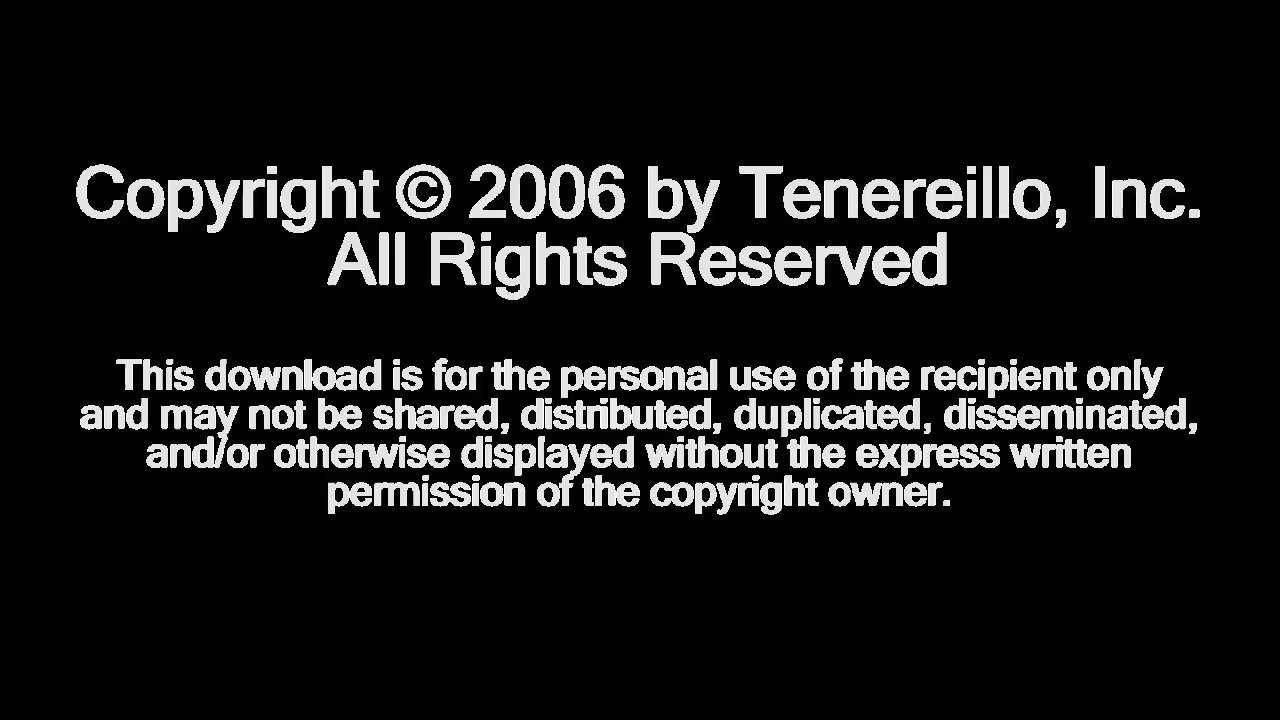 Copyright © 2006 by Tenereillo, Inc.
All Rights Reserved
This download is for the personal use of the recipient only
and may not be shared, distributed, duplicated, disseminated,
and/or otherwise displayed without the express written
permission of the copyright owner.